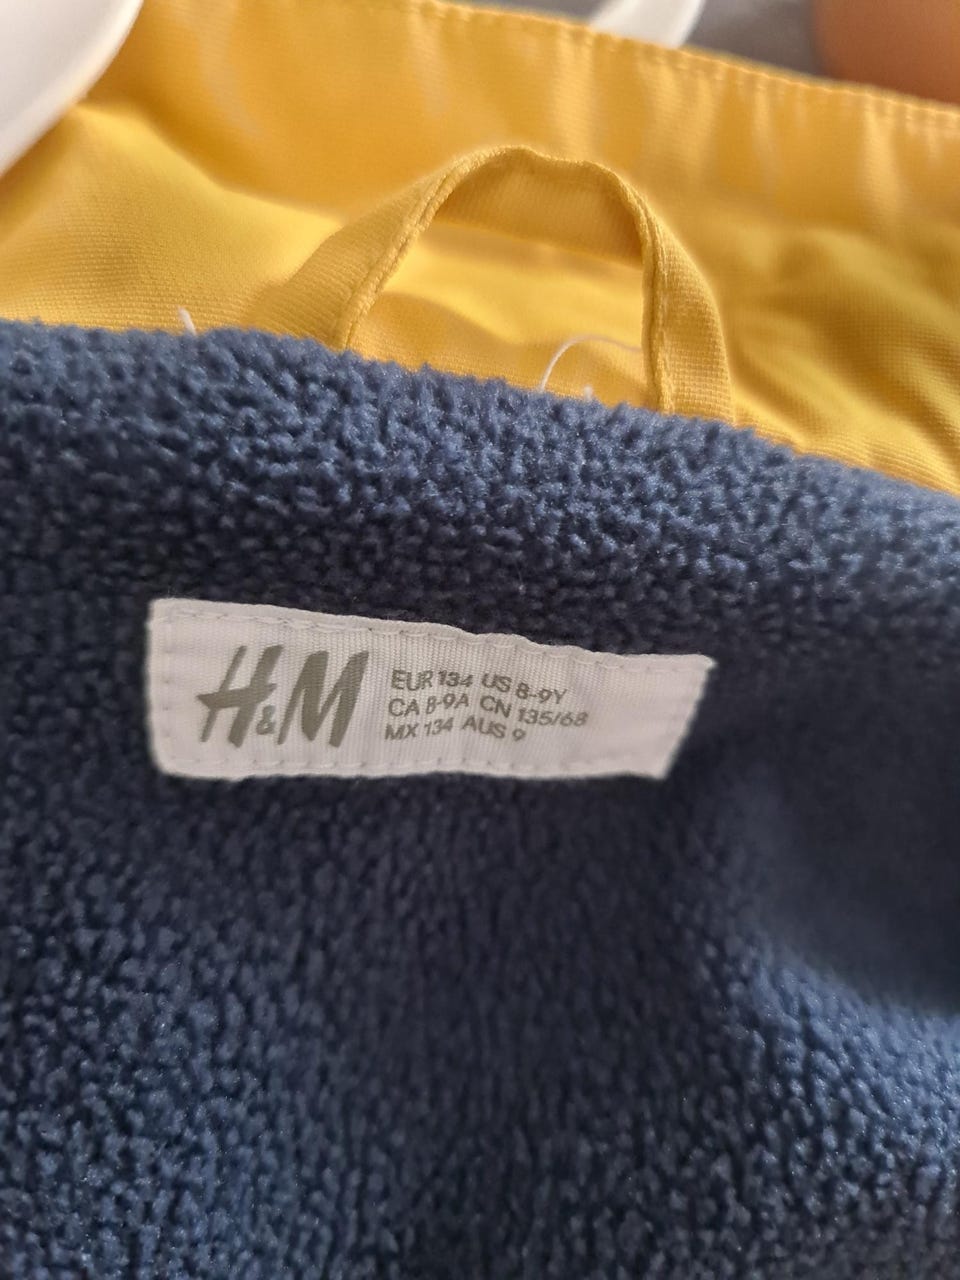 H&M
EUR 134 US 8-9Y
CA 8-9A CN 135/68
MX 134 AUS 9